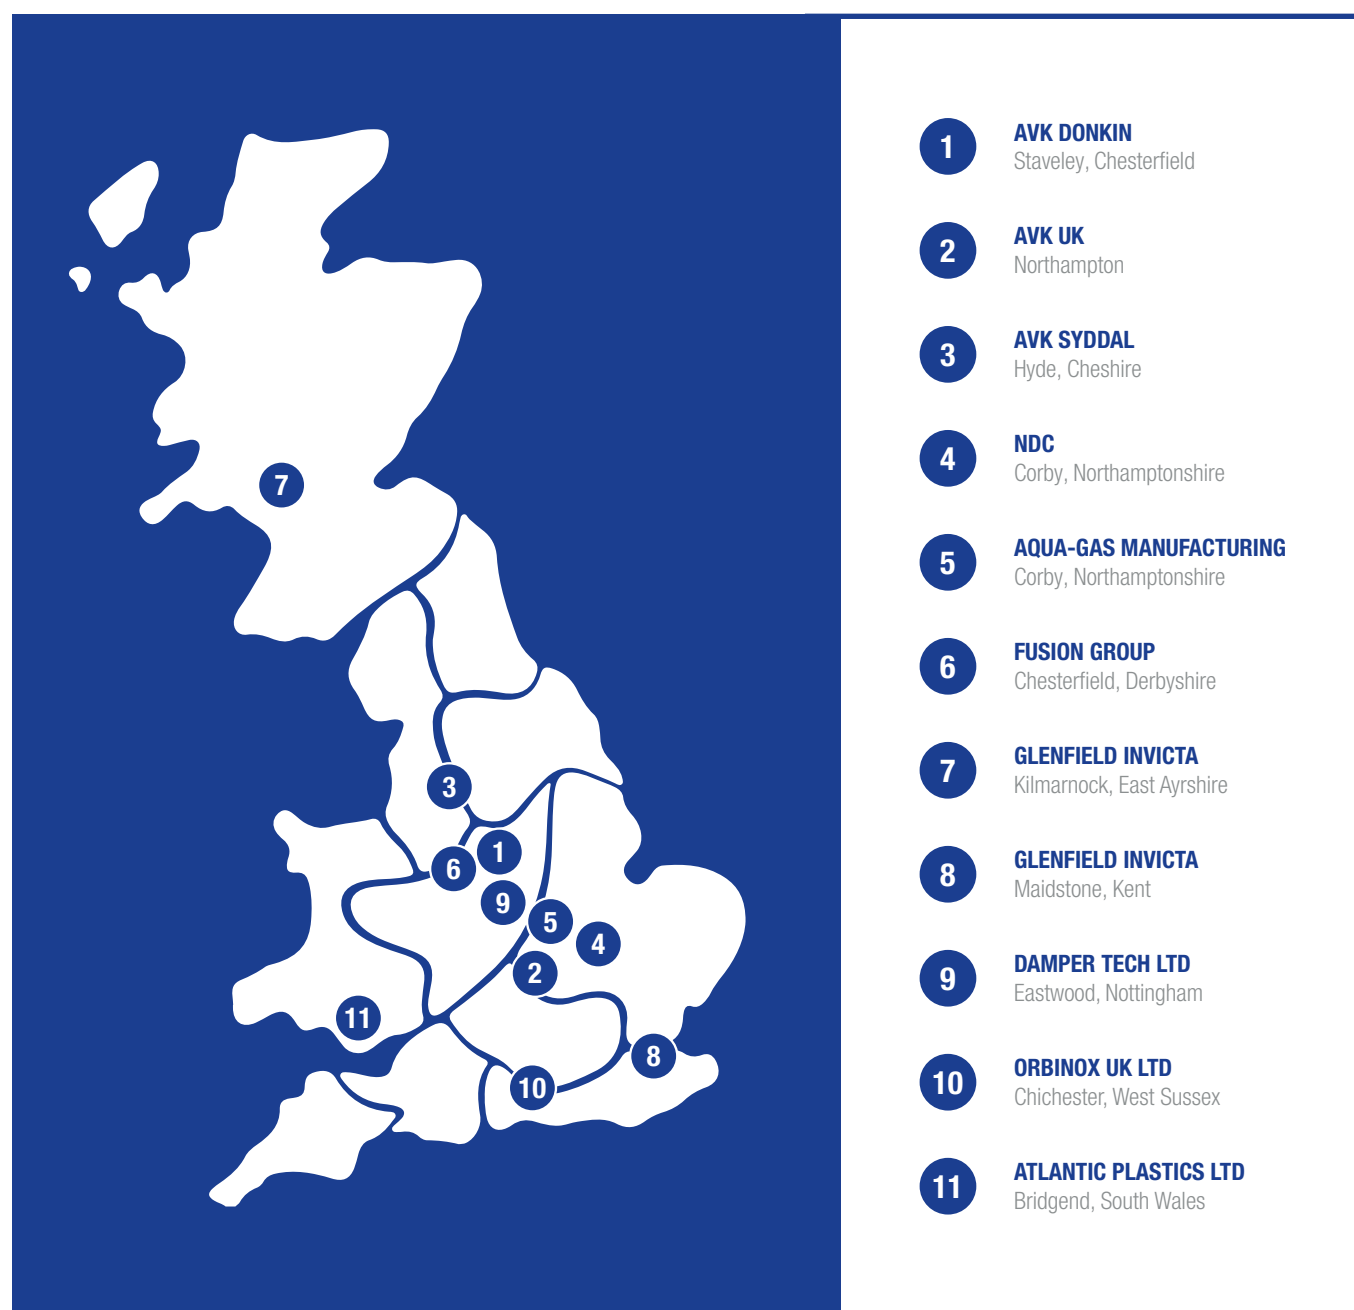 7
3
1
6
9
5
4
2
11
8
10
1
AVK DONKIN
Staveley, Chesterfield
2
AVK UK
Northampton
3
AVK SYDDAL
Hyde, Cheshire
4
NDC
Corby, Northamptonshire
5
AQUA-GAS MANUFACTURING
Corby, Northamptonshire
6
FUSION GROUP
Chesterfield, Derbyshire
7
GLENFIELD INVICTA
Kilmarnock, East Ayrshire
8
GLENFIELD INVICTA
Maidstone, Kent
9
DAMPER TECH LTD
Eastwood, Nottingham
10
ORBINOX UK LTD
Chichester, West Sussex
11
ATLANTIC PLASTICS LTD
Bridgend, South Wales